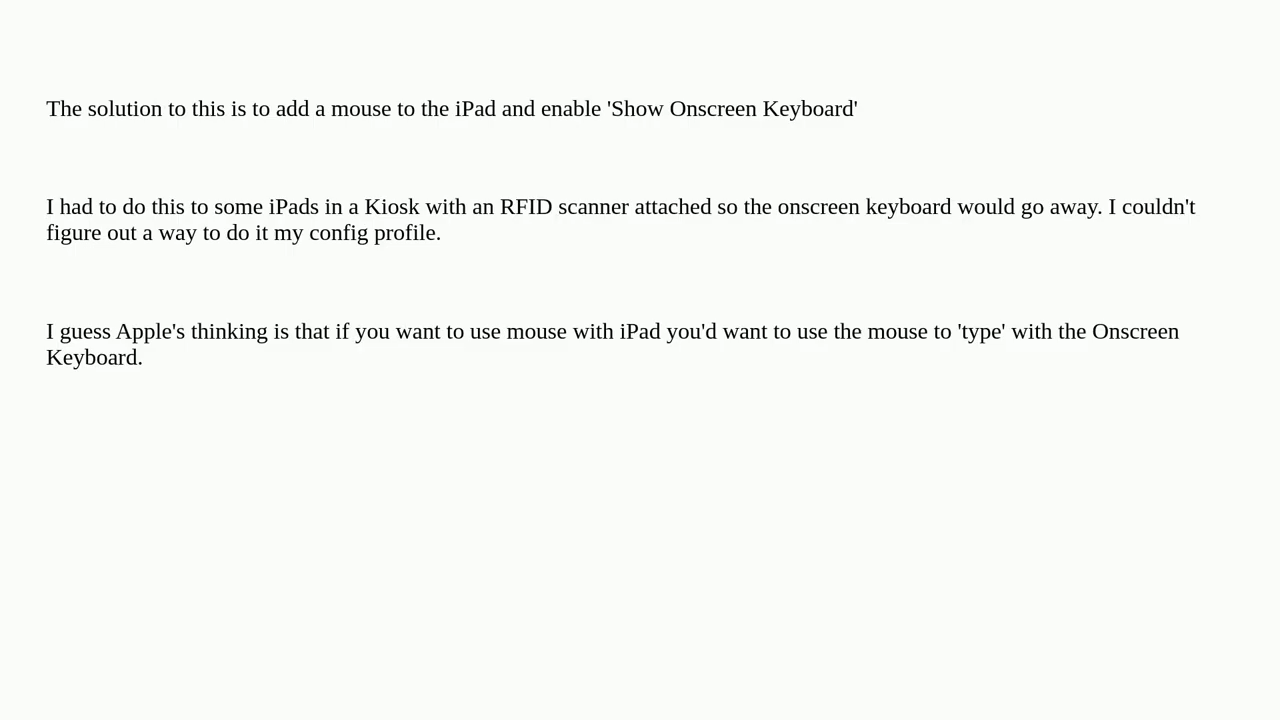 The solution to this is to add a mouse to the iPad and enable 'Show Onscreen Keyboard'
I had to do this to some iPads in a Kiosk with an RFID scanner attached so the onscreen keyboard would go away. I couldn't
figure out a way to do it my config profile.
I guess Apple's thinking is that if you want to use mouse with iPad you'd want to use the mouse to 'type' with the Onscreen
Keyboard.